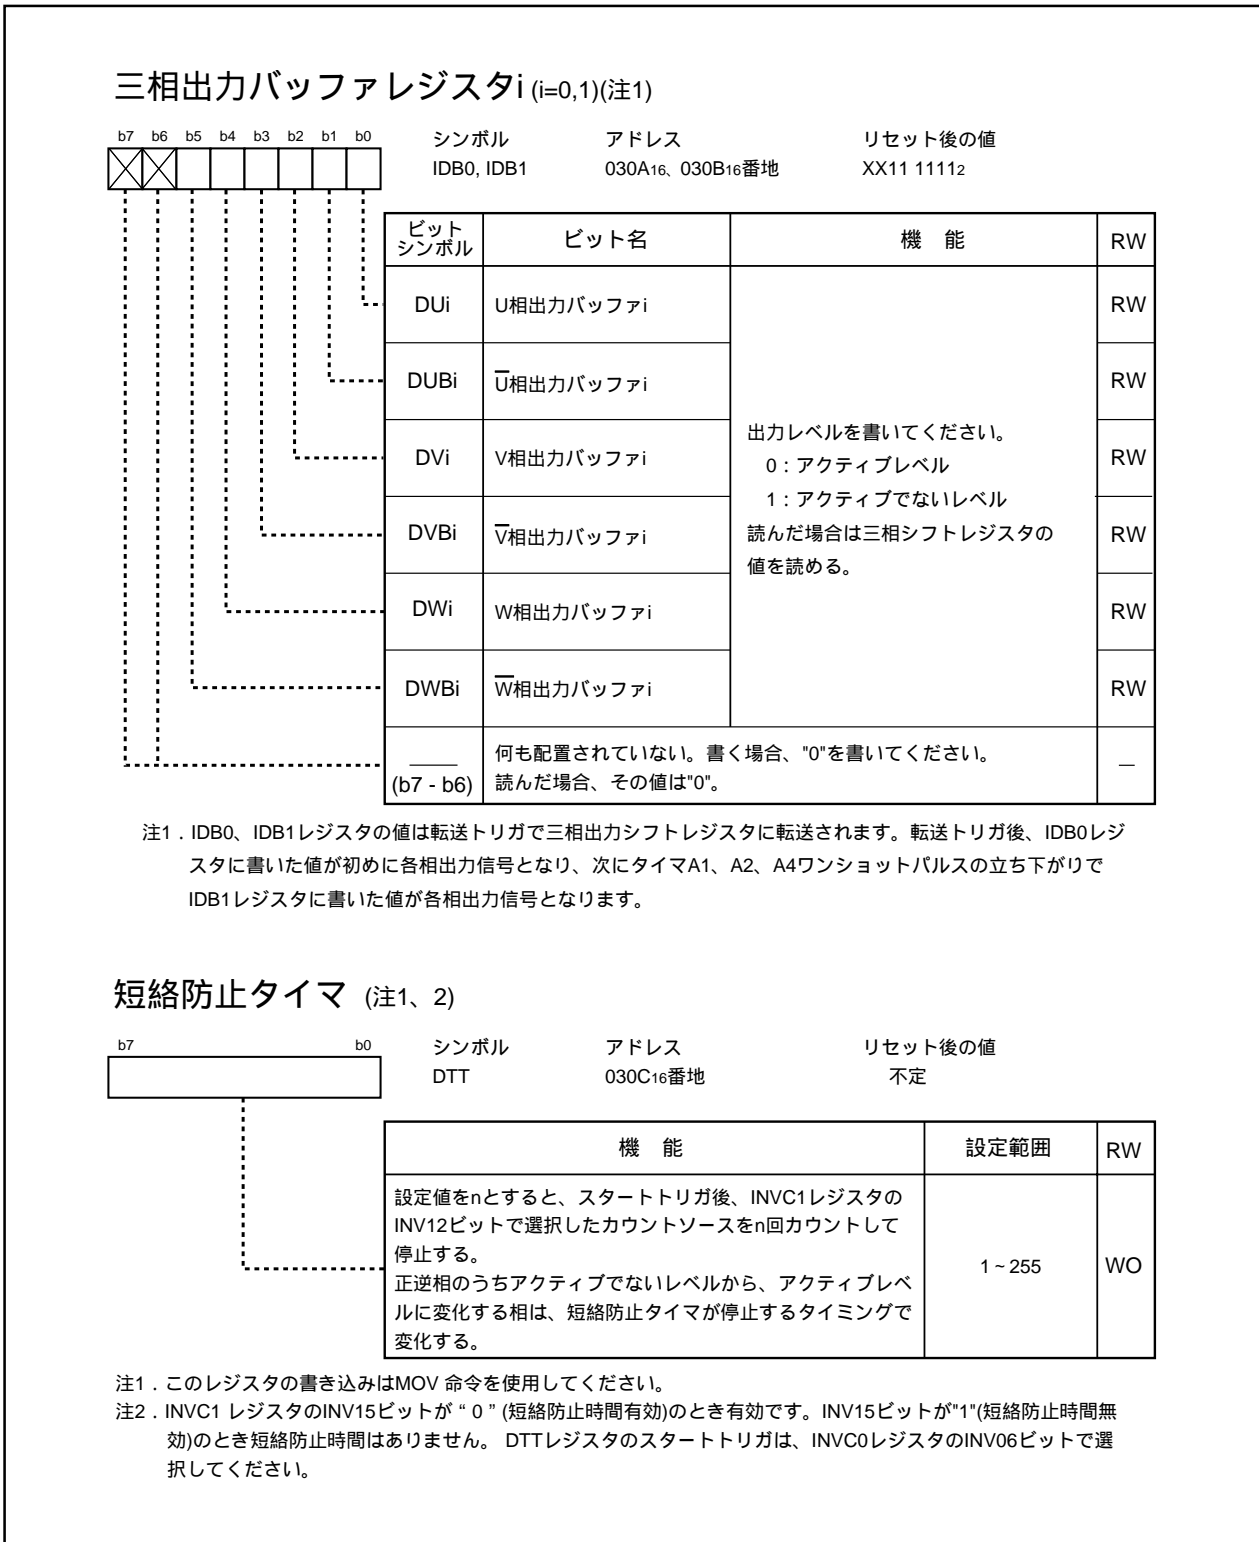 三相出力バッファレジスタi (i=0,1)(注1)
b7 b6 b5 b4 b3 b2 b1 b0
シンボル アドレス リセット後の値
IDB0, IDB1 030A16、030B16番地 XX11 11112
ビット
シンボル ビット名 機 能 RW
DUi U相出力バッファi RW
DUBi U̅相出力バッファi RW
DVi V相出力バッファi RW
DVBi V̅相出力バッファi RW
DWi W相出力バッファi RW
DWBi W̅相出力バッファi RW
出力レベルを書いてください。
0:アクティブレベル
1:アクティブでないレベル
読んだ場合は三相シフトレジスタの
値を読める。
(b7 - b6)
何も配置されていない。書く場合、"0"を書いてください。
読んだ場合、その値は"0"。
—
注1.IDB0、IDB1レジスタの値は転送トリガで三相出力シフトレジスタに転送されます。転送トリガ後、IDB0レジ
スタに書いた値が初めに各相出力信号となり、次にタイマA1、A2、A4ワンショットパルスの立ち下がりで
IDB1レジスタに書いた値が各相出力信号となります。
短絡防止タイマ (注1、2)
b7 b0
シンボル アドレス リセット後の値
DTT 030C16番地 不定
機 能 設定範囲 RW
設定値をnとすると、スタートトリガ後、INVC1レジスタの
INV12ビットで選択したカウントソースをn回カウントして
停止する。
正逆相のうちアクティブでないレベルから、アクティブレベ
ルに変化する相は、短絡防止タイマが停止するタイミングで
変化する。
1~255 WO
注1.このレジスタの書き込みはMOV 命令を使用してください。
注2.INVC1 レジスタのINV15ビットが “ 0 ” (短絡防止時間有効)のとき有効です。INV15ビットが"1"(短絡防止時間無
効)のとき短絡防止時間はありません。 DTTレジスタのスタートトリガは、INVC0レジスタのINV06ビットで選
択してください。